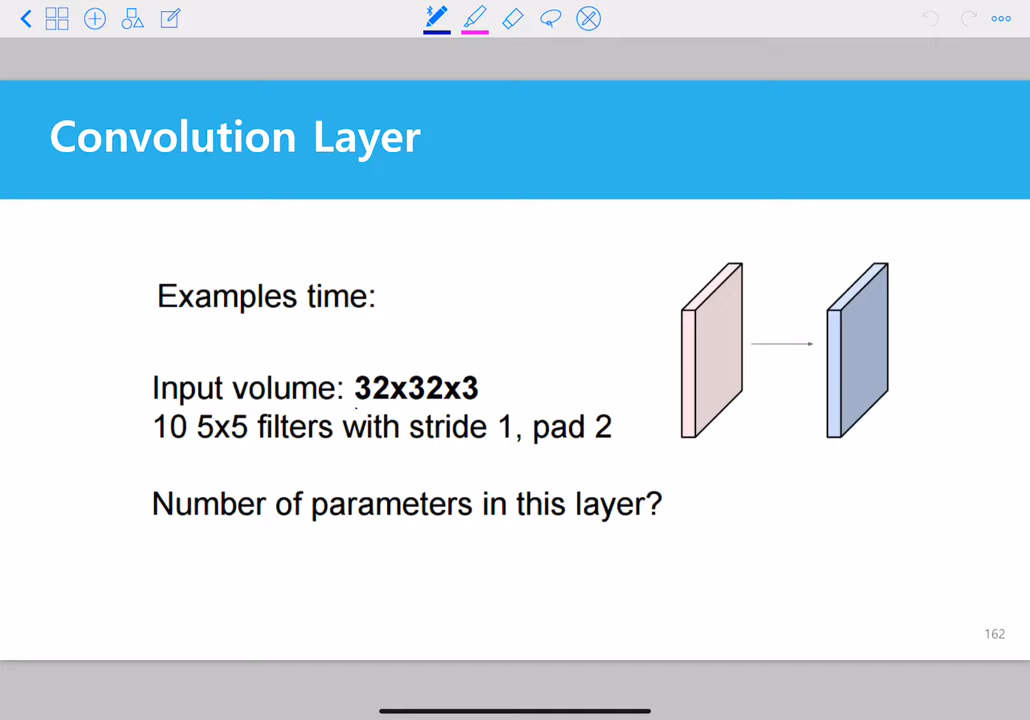 Convolution Layer
Examples time:
Input volume: 32x32x3
10 5x5 filters with stride 1, pad 2
Number of parameters in this layer?
162